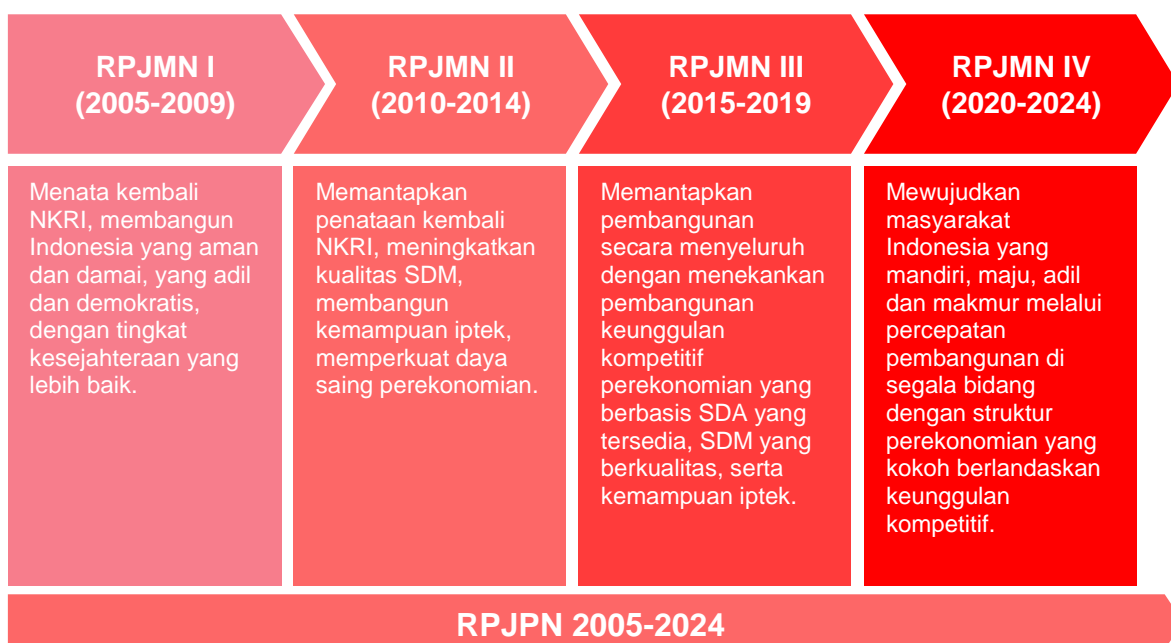 RPJMN I
(2005-2009)
RPJMN II
(2010-2014)
RPJMN III
(2015-2019
RPJMN IV
(2020-2024)
Menata kembali
NKRI, membangun
Indonesia yang aman
dan damai, yang adil
dan demokratis,
dengan tingkat
kesejahteraan yang
lebih baik.
Memantapkan
penataan kembali
NKRI, meningkatkan
kualitas SDM,
membangun
kemampuan iptek,
memperkuat daya
saing perekonomian.
Memantapkan
pembangunan
secara menyeluruh
dengan menekankan
pembangunan
keunggulan
kompetitif
perekonomian yang
berbasis SDA yang
tersedia, SDM yang
berkualitas, serta
kemampuan iptek.
Mewujudkan
masyarakat
Indonesia yang
mandiri, maju, adil
dan makmur melalui
percepatan
pembangunan di
segala bidang
dengan struktur
perekonomian yang
kokoh berlandaskan
keunggulan
kompetitif.
RPJPN 2005-2024